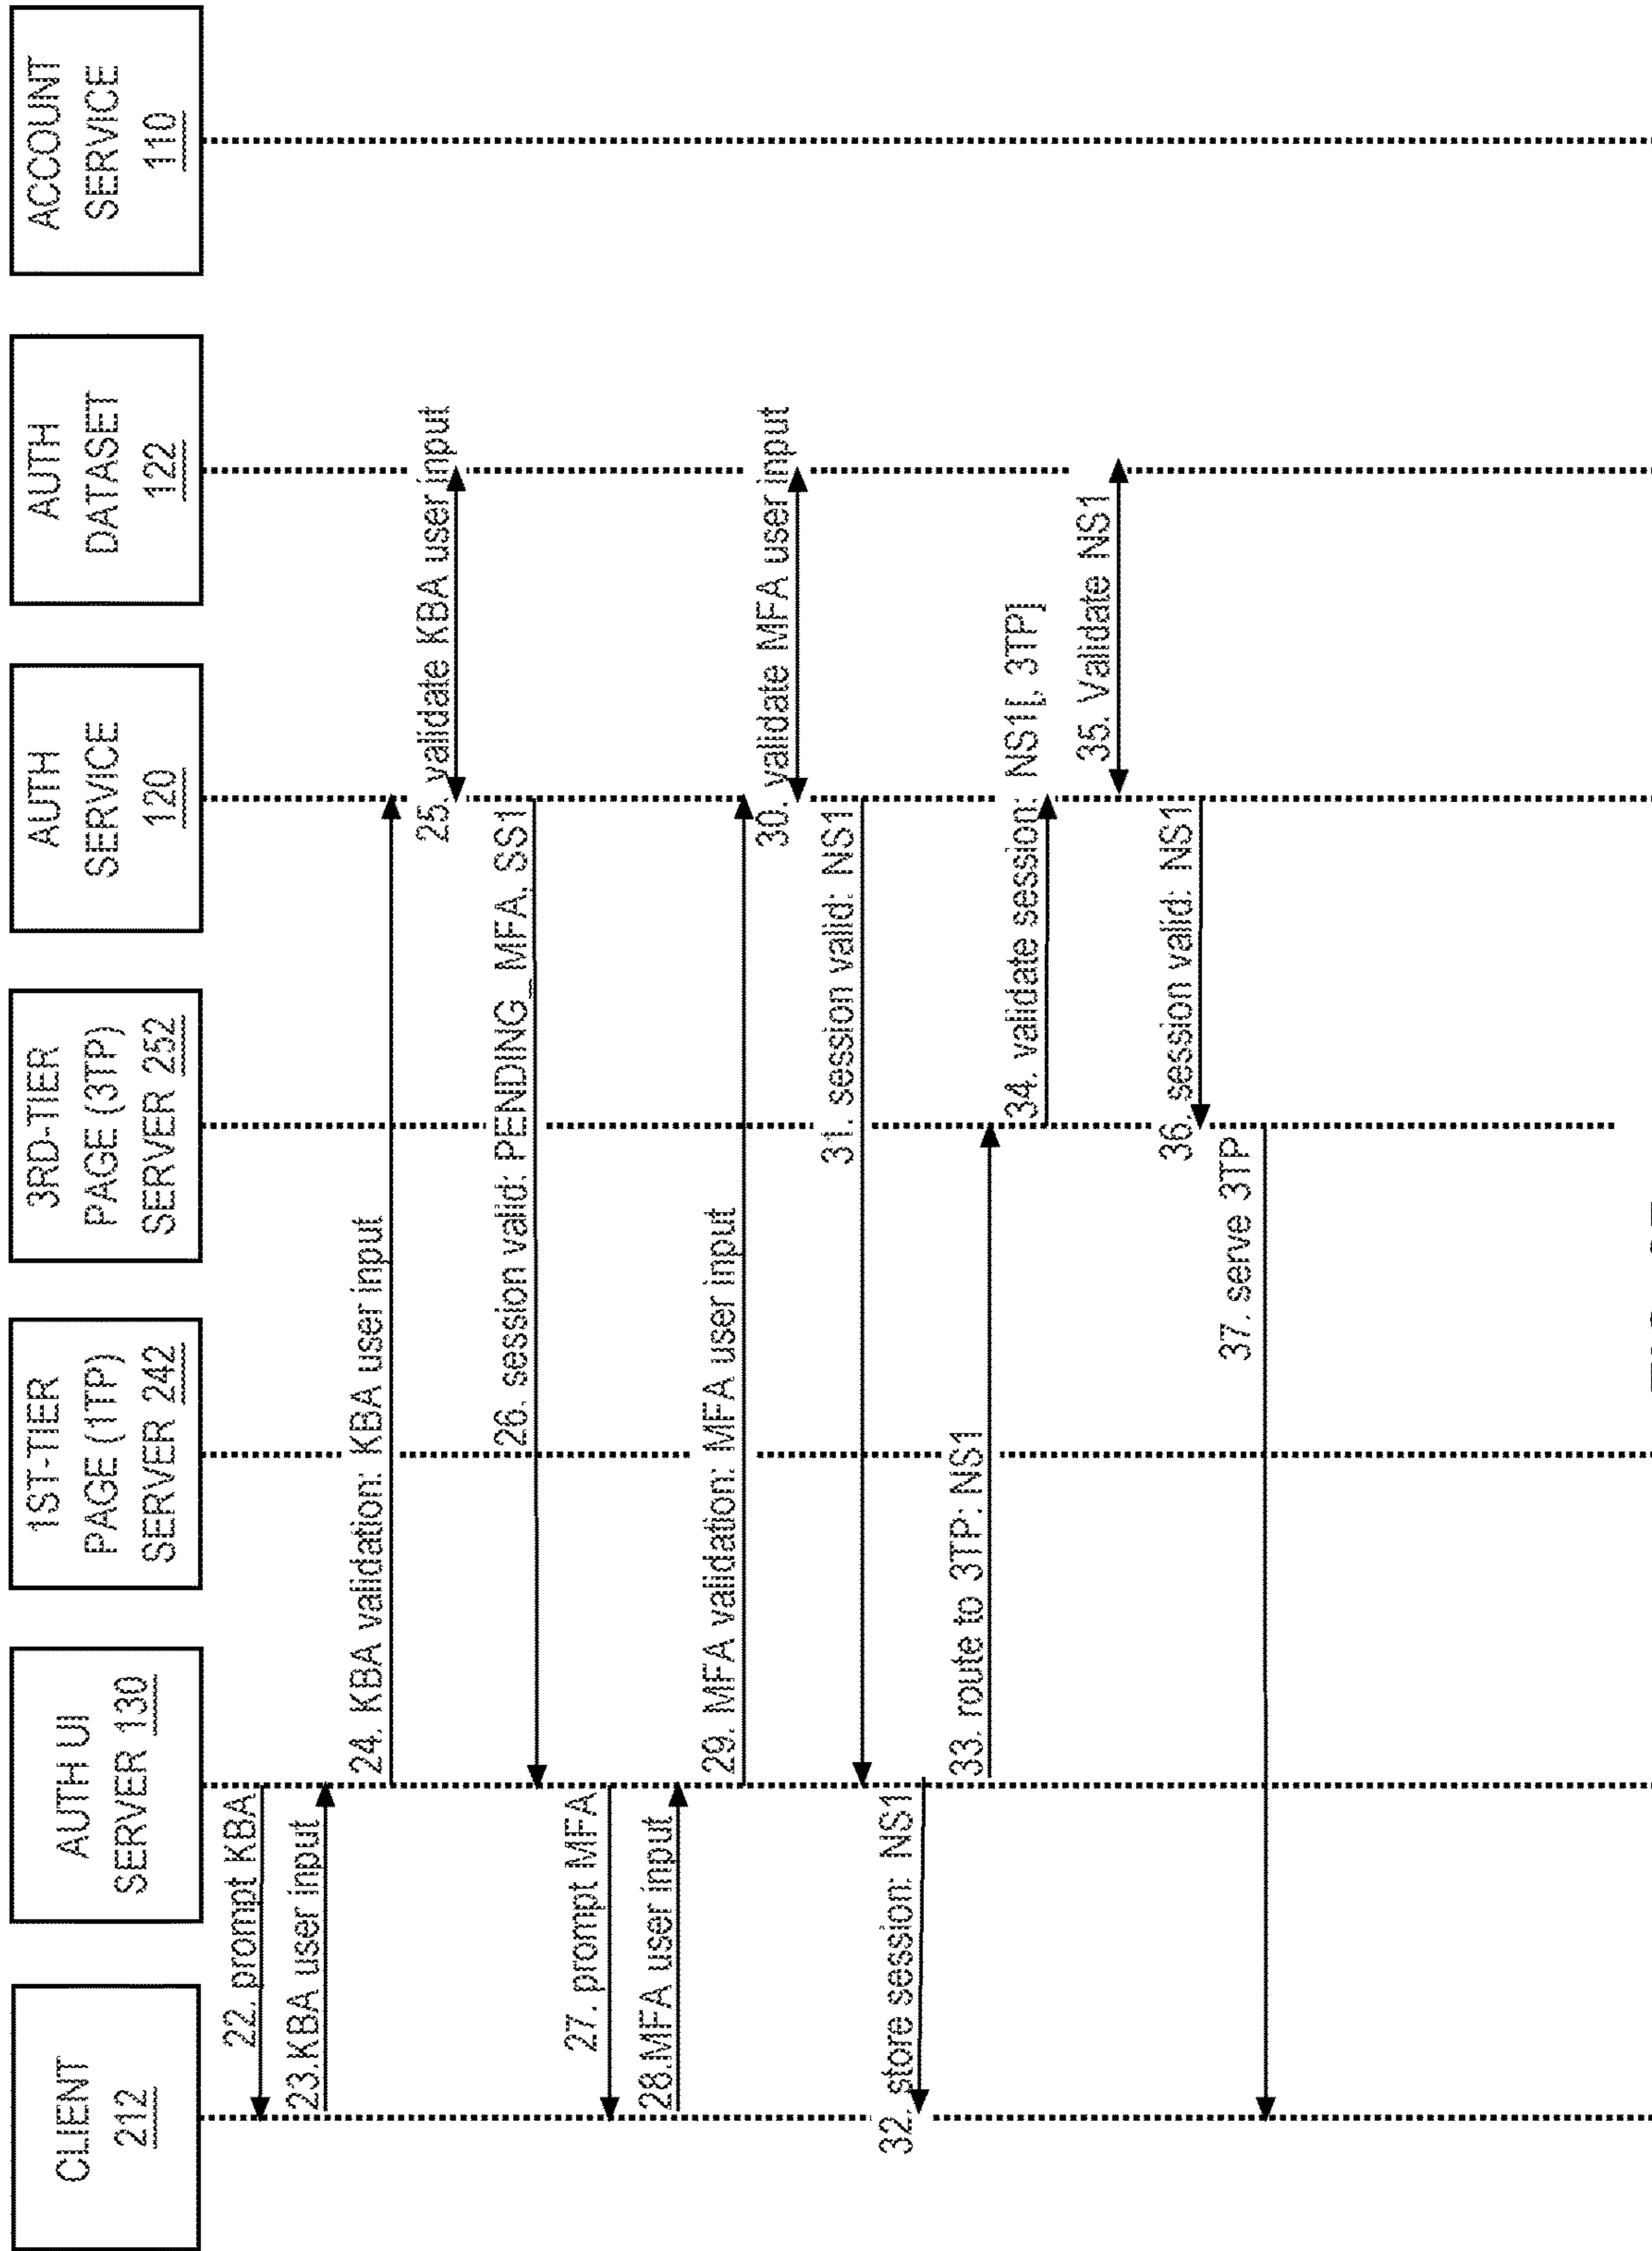 CLIENT
212
AUTH UI
SERVER 130
1ST-TIER
PAGE (1TP)
SERVER 242
3RD-TIER
PAGE (3TP)
SERVER 252
AUTH
SERVICE
120
AUTH
DATASET
122
ACCOUNT
SERVICE
110
22. prompt KBA
23.KBA user input
24. KBA validation: KBA user input
25. validate KBA user input
26. session valid: PENDING_MFA, SS1
27. prompt MFA
28.MFA user input
29. MFA validation: MFA user input
30. validate MFA user input
31. session valid: NS1
32. store session: NS1
33. route to 3TP: NS1
34. validate session: NS1[, 3TP]
35. Validate NS1
36. session valid: NS1
37. serve 3TP